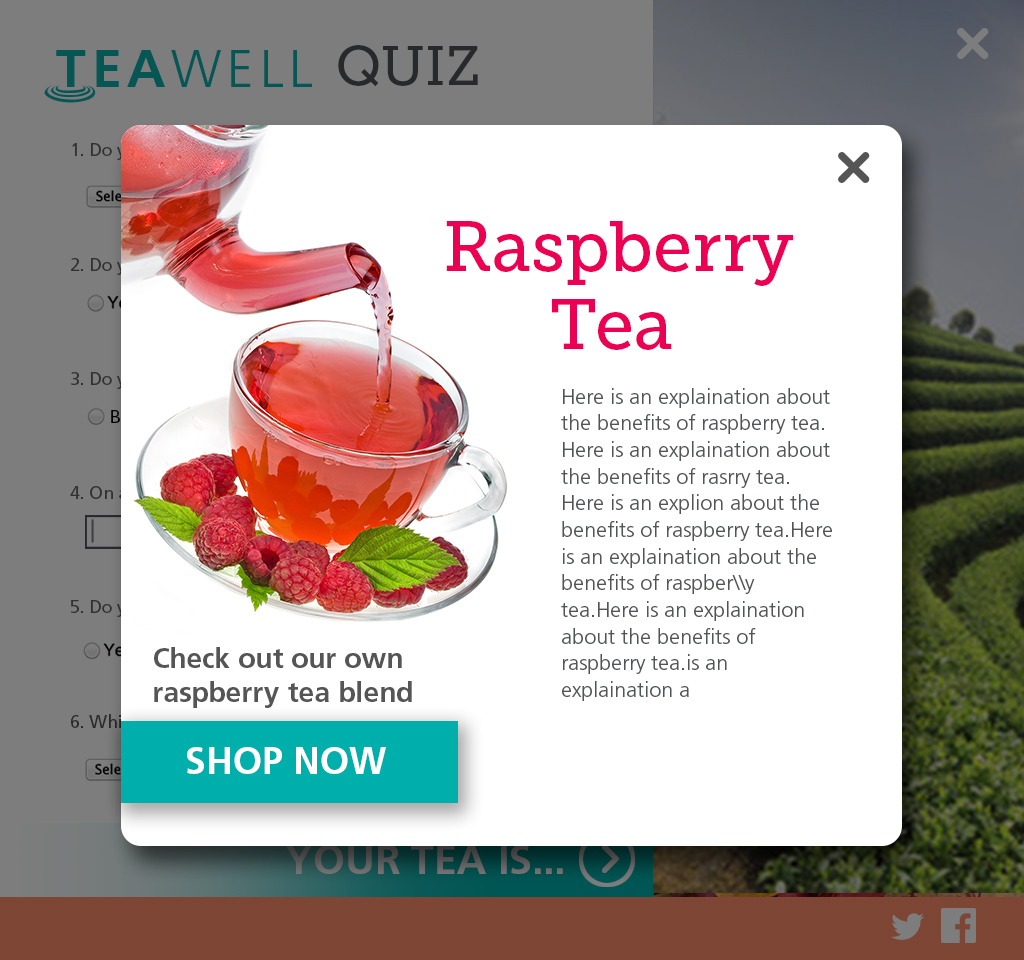 TEAWELL QUIZ
1. Do
Sele
2. Do
3. Do
B
4. On
5. Do
Ye
6. Whi
Sele
Raspberry
Tea
Here is an explaination about
the benefits of raspberry tea.
Here is an explaination about
the benefits of rasrry tea.
Here is an explion about the
benefits of raspberry tea.Here
is an explaination about the
benefits of raspber\\y
tea.Here is an explaination
about the benefits of
raspberry tea.is an
explaination a
Check out our own
raspberry tea blend
SHOP NOW
YOUR TEA IS...